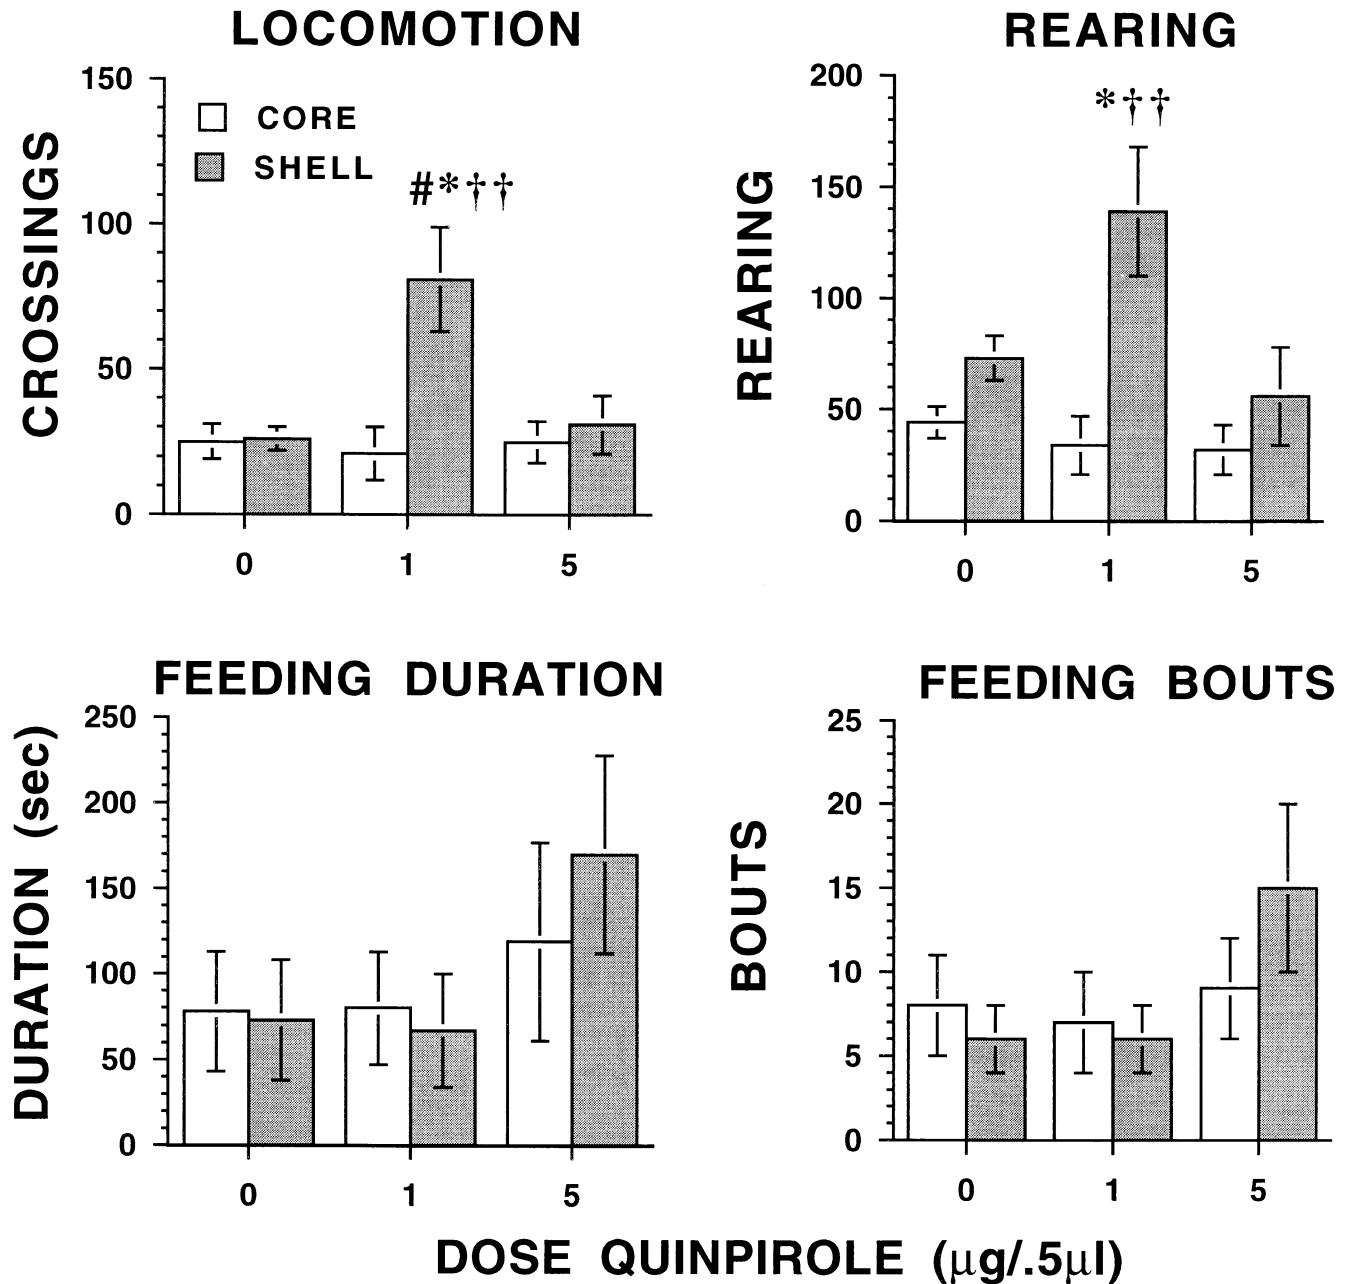 LOCOMOTION
CROSSINGS
150
100
50
0
CORE
SHELL
#*††
0 1 5
REARING
REARING
200
150
100
50
0
*††
0 1 5
FEEDING DURATION
DURATION (sec)
250
200
150
100
50
0
0 1 5
FEEDING BOUTS
BOUTS
25
20
15
10
5
0
0 1 5
DOSE QUINPIROLE (µg/.5µl)